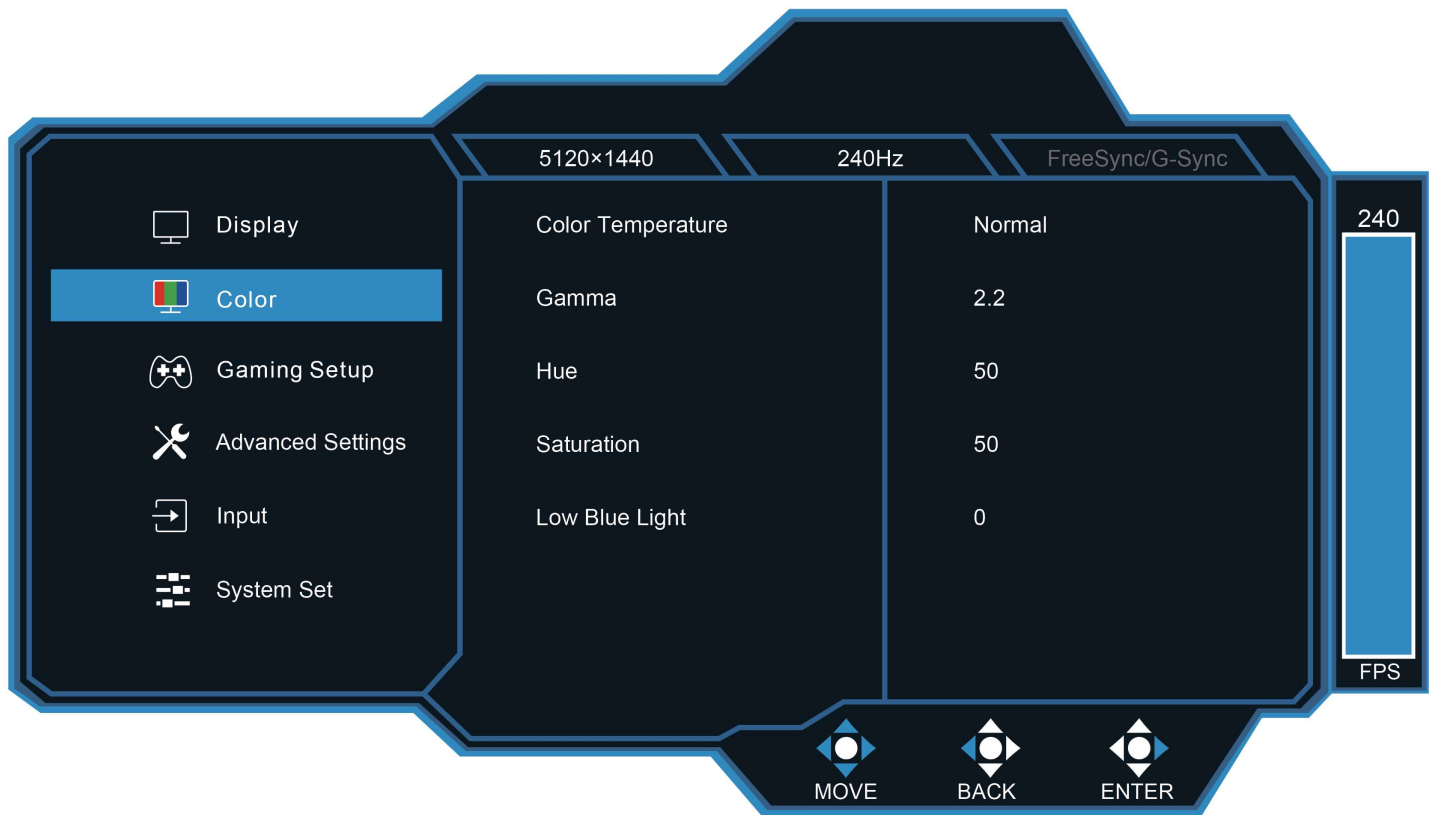 5120×1440
240Hz
FreeSync/G-Sync
240
FPS
Display
Color
Gaming Setup
Advanced Settings
Input
System Set
Color Temperature
Normal
Gamma
2.2
Hue
50
Saturation
50
Low Blue Light
0
MOVE
BACK
ENTER